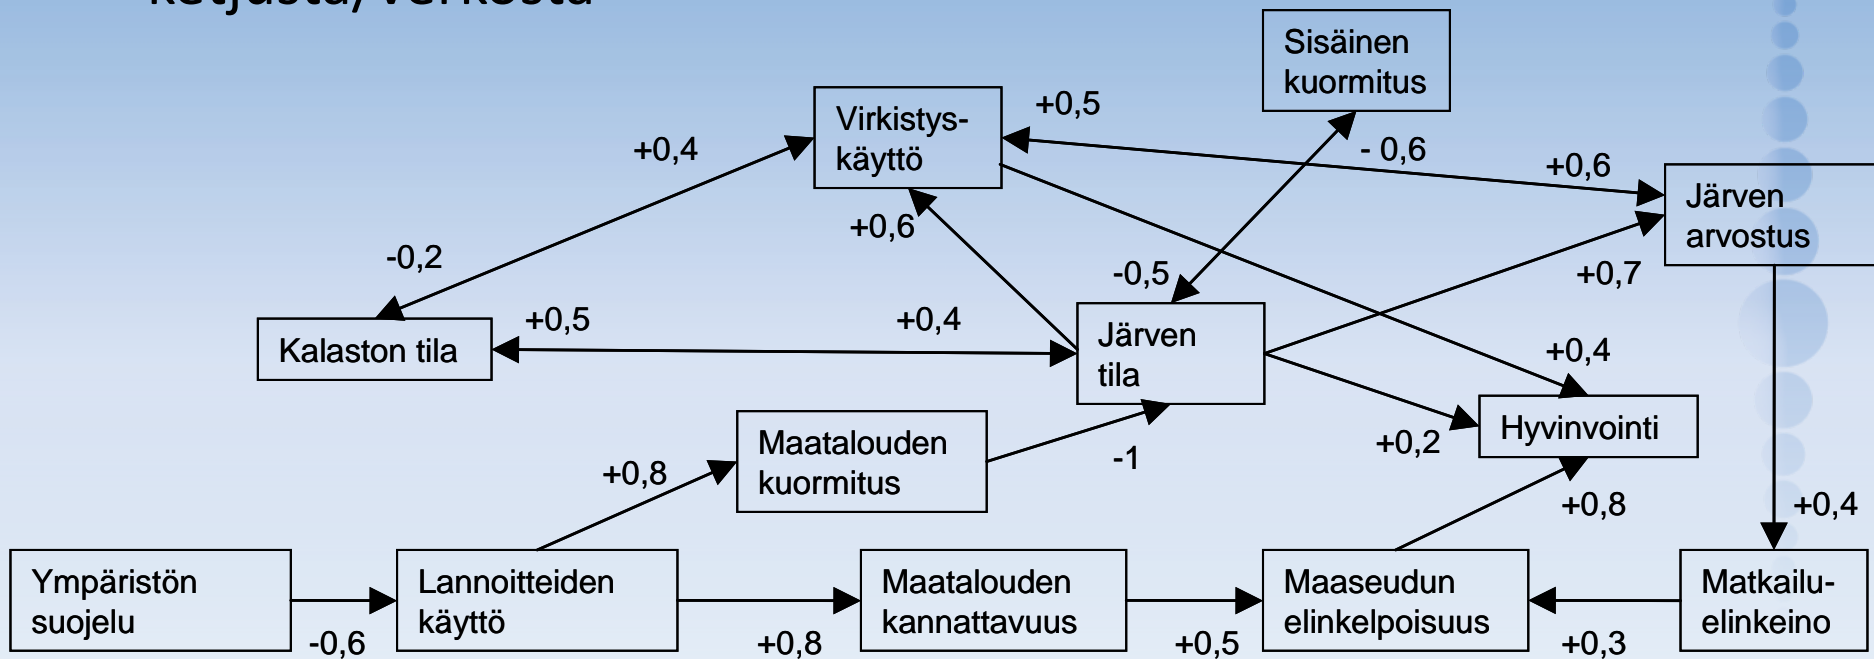 ketjusta/verkosta
Sisäinen
kuormitus
Virkistys-
käyttö
+0,5
+0,4
- 0,6
+0,6
Järven
arvostus
+0,6
-0,2
-0,5
+0,7
Kalaston tila
+0,5
+0,4
Järven
tila
+0,4
Hyvinvointi
+0,2
Maatalouden
kuormitus
-1
+0,8
+0,8
+0,4
Ympäristön
suojelu
-0,6
Lannoitteiden
käyttö
+0,8
Maatalouden
kannattavuus
+0,5
Maaseudun
elinkelpoisuus
+0,3
Matkailu-
elinkeino